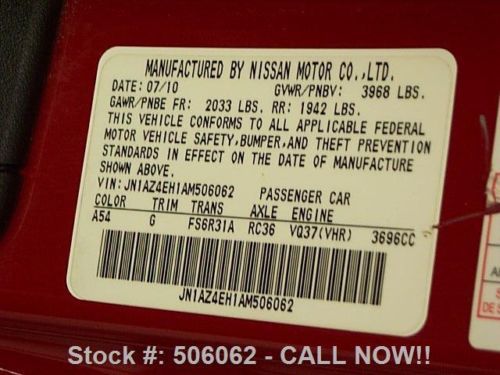 MANUFACTURED BY NISSAN MOTOR CO.,LTD.
DATE: 07/10 GVWR/PNBV: 3968 LBS.
GAWR/PNBE FR: 2033 LBS. RR: 1942 LBS.
THIS VEHICLE CONFORMS TO ALL APPLICABLE FEDERAL
MOTOR VEHICLE SAFETY,BUMPER,AND THEFT PREVENTION
STANDARDS IN EFFECT ON THE DATE OF MANUFACTURE
SHOWN ABOVE.
VIN: JN1AZ4EH1AM506062 PASSENGER CAR
COLOR TRIM TRANS AXLE ENGINE
A54 G FS6R31A RC36 VQ37(VHR) 3696CC
JN1AZ4EH1AM506062
Stock #: 506062 - CALL NOW!!